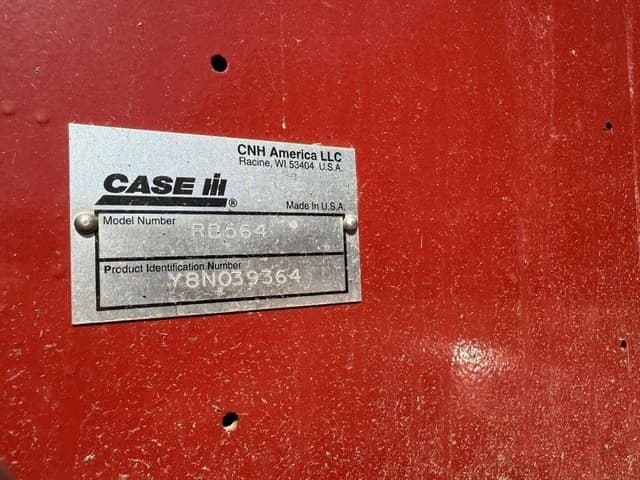 CNH America LLC
Racine, WI 53404 U.S.A.
CASE IH®
Made in U.S.A.
Model Number
RB564
Product Identification Number
Y8N039364